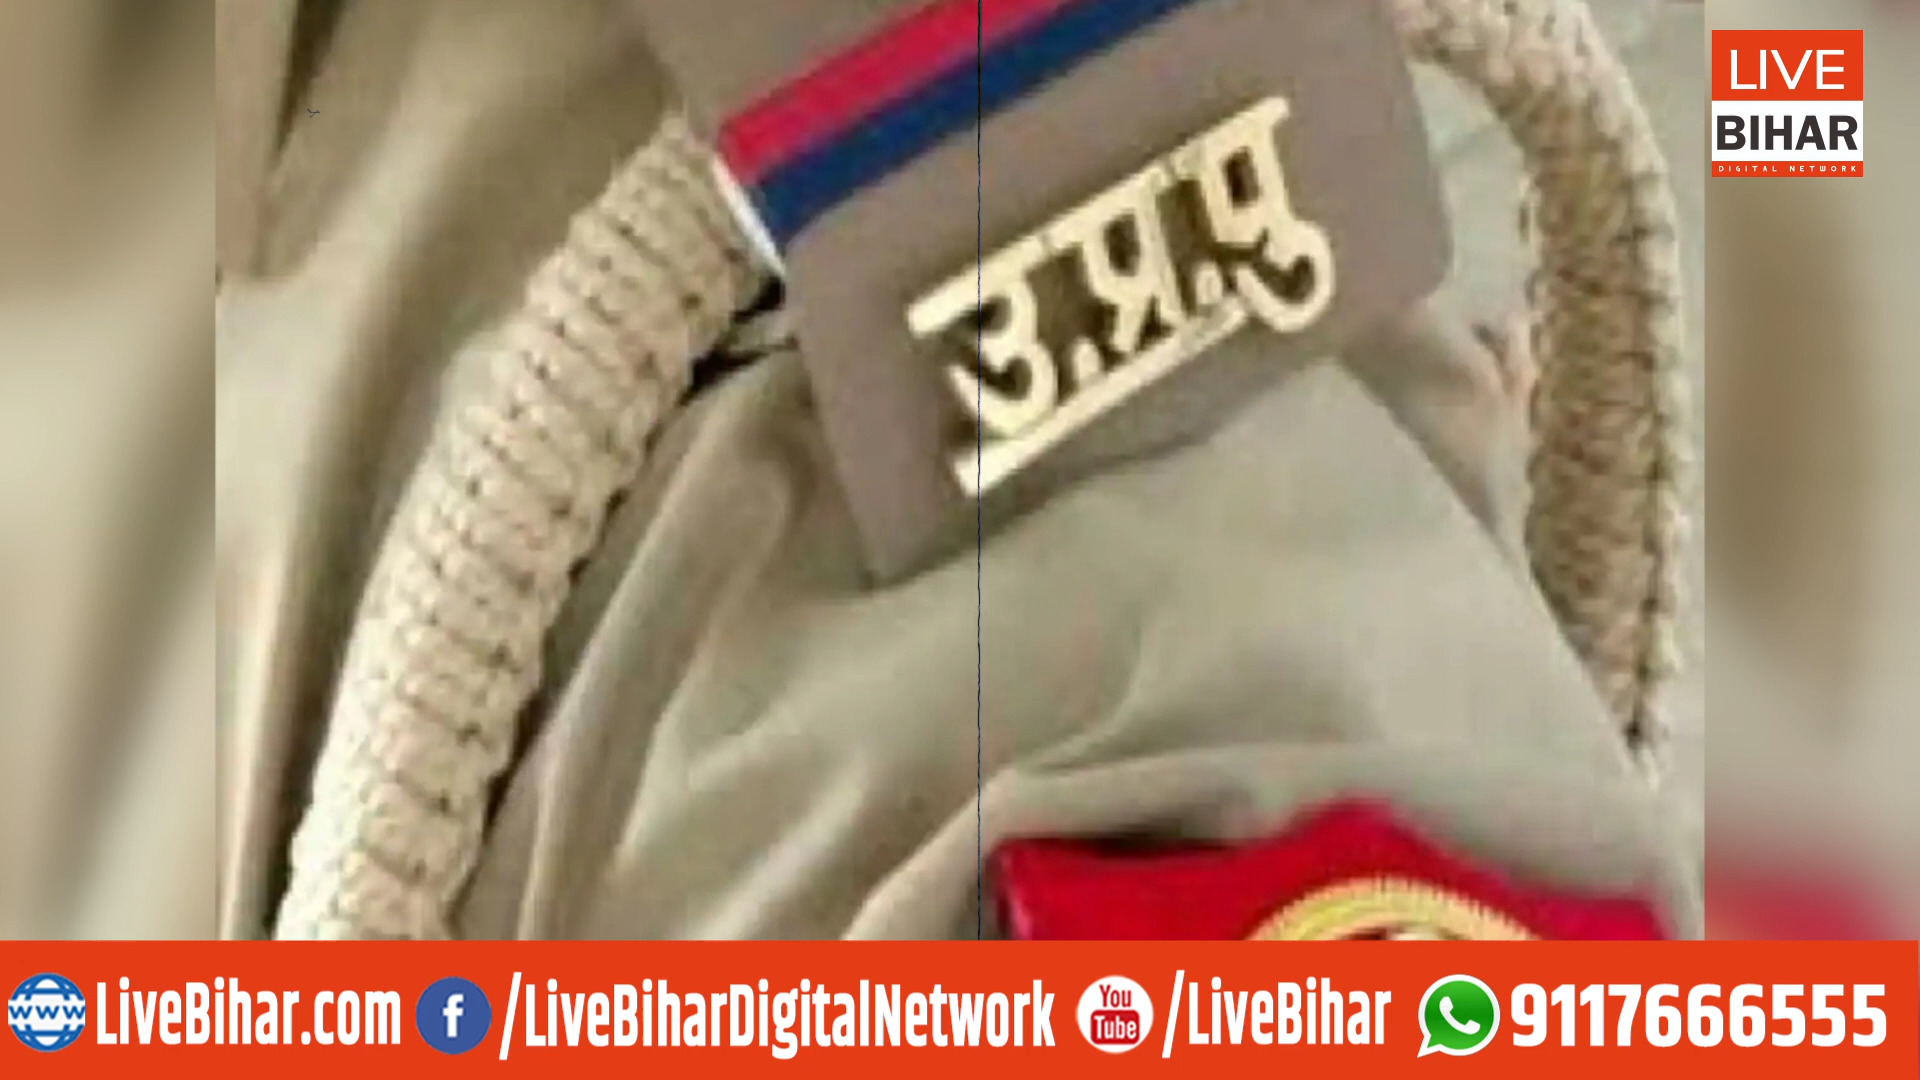 LIVE
BIHAR
DIGITAL NETWORK
उ.प्र.पु
www LiveBihar.com f /LiveBiharDigitalNetwork You Tube /LiveBihar 9117666555